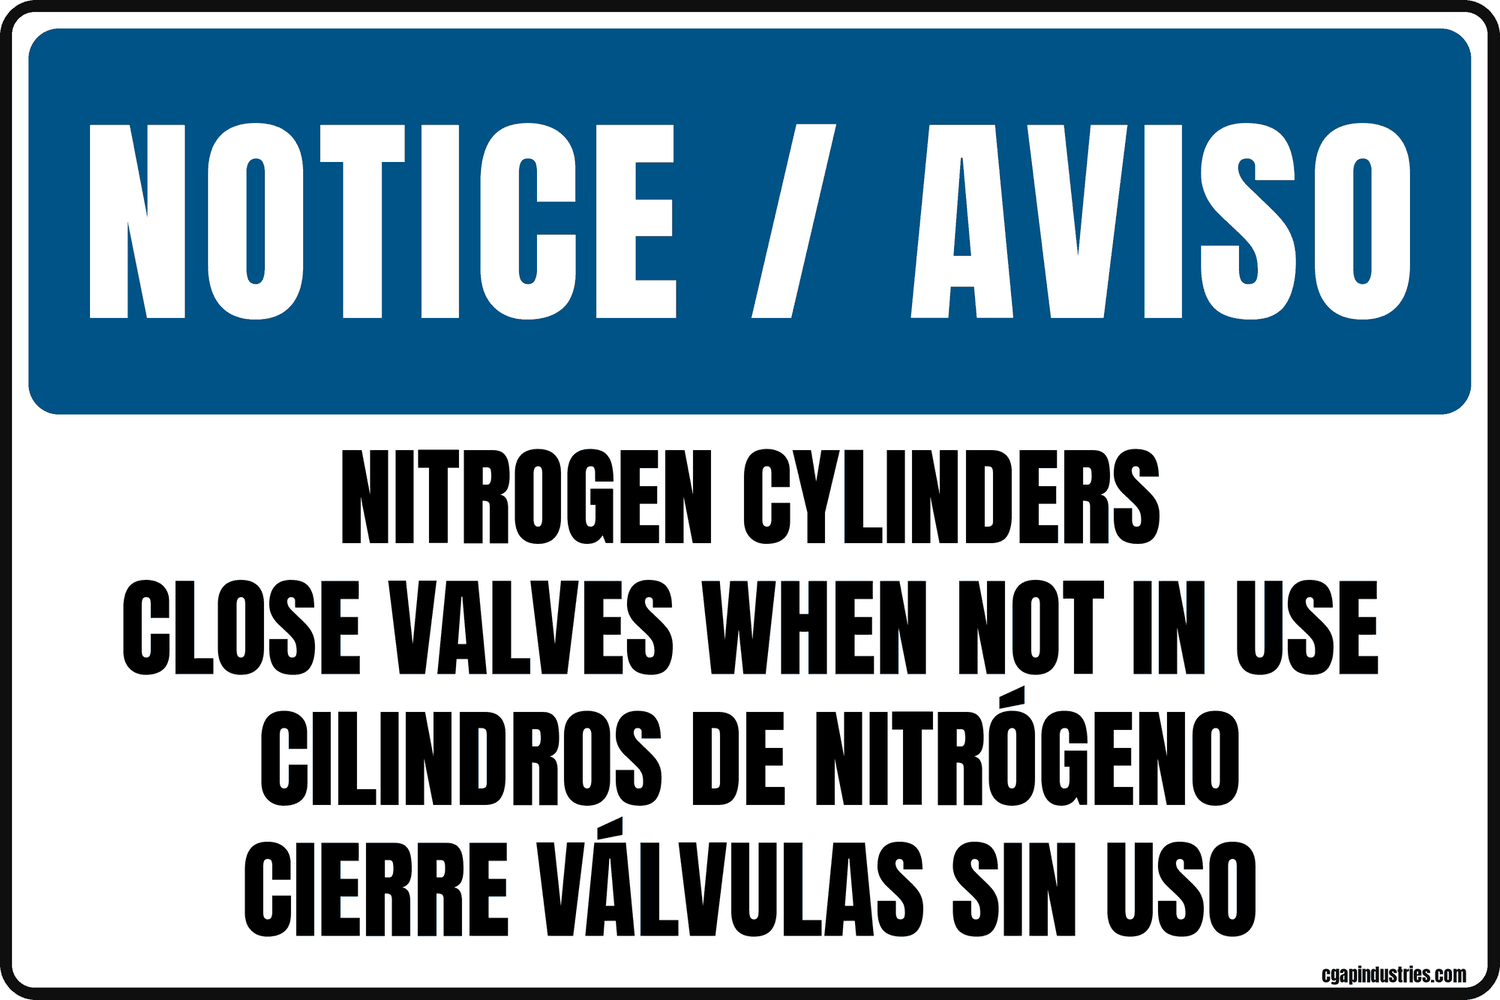 NOTICE / AVISO
NITROGEN CYLINDERS
CLOSE VALVES WHEN NOT IN USE
CILINDROS DE NITRÓGENO
CIERRE VÁLVULAS SIN USO
cgapindustries.com